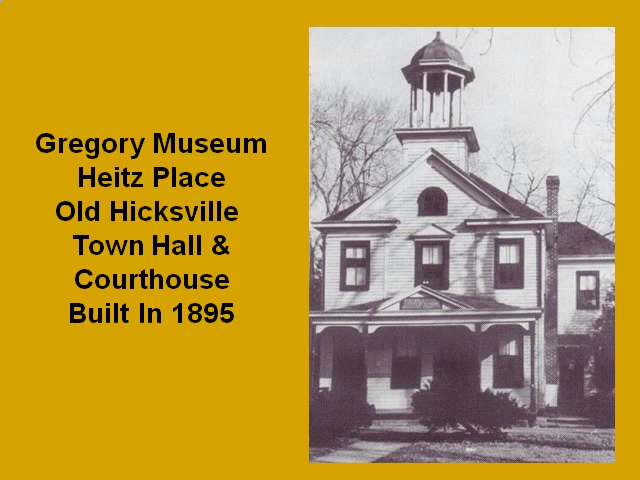 Gregory Museum
Heitz Place
Old Hicksville
Town Hall &
Courthouse
Built In 1895